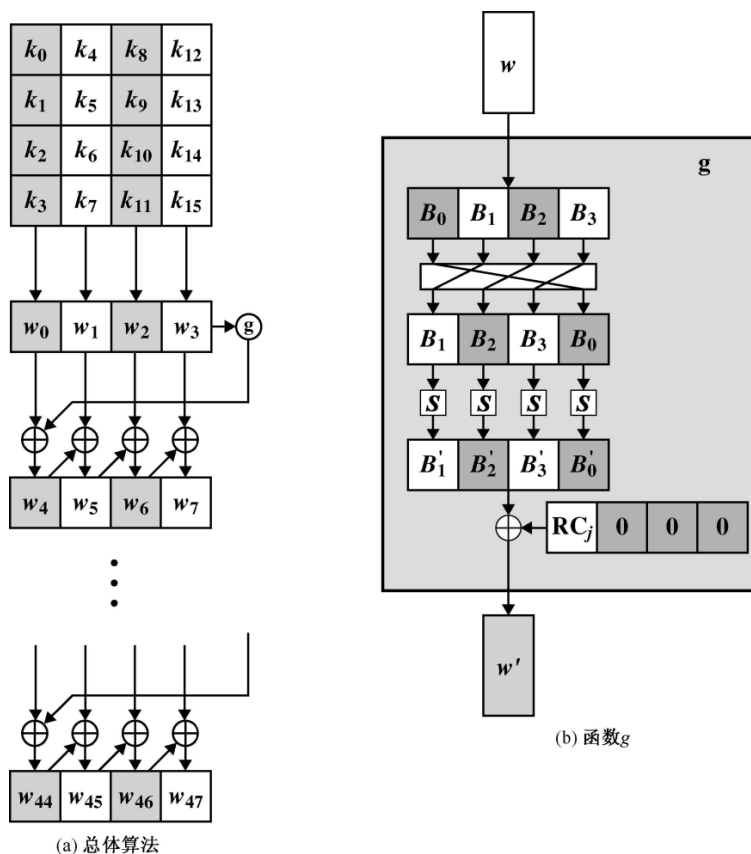 k0 k4 k8 k12
k1 k5 k9 k13
k2 k6 k10 k14
k3 k7 k11 k15
w0 w1 w2 w3 g
w4 w5 w6 w7
w44 w45 w46 w47
(a) 总体算法
w
g
B0 B1 B2 B3
B1 B2 B3 B0
S S S S
B'1 B'2 B'3 B'0
RCj 0 0 0
w'
(b) 函数g